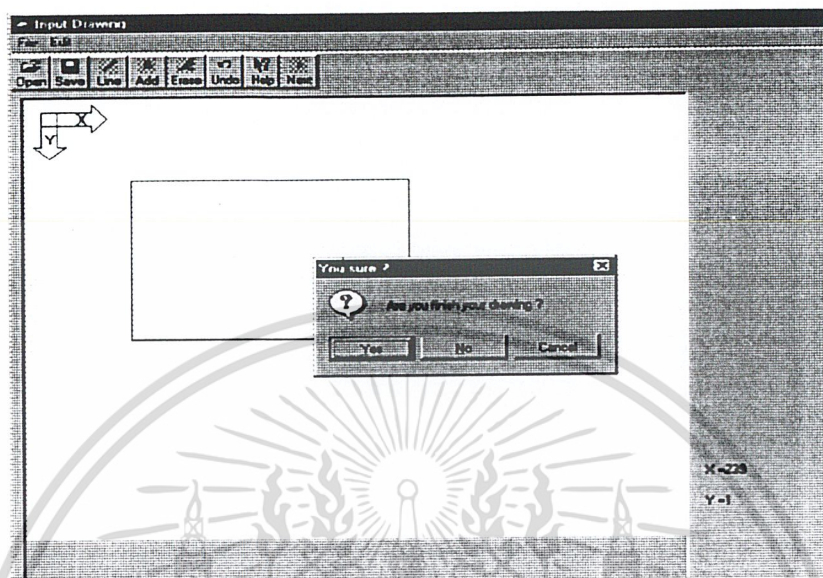 Input Drawing
File Edit
Open Save Line Add Erase Undo Help Next
X
Y
You sure ?
Are you finish your drawing ?
Yes No Cancel
X =229
Y =1